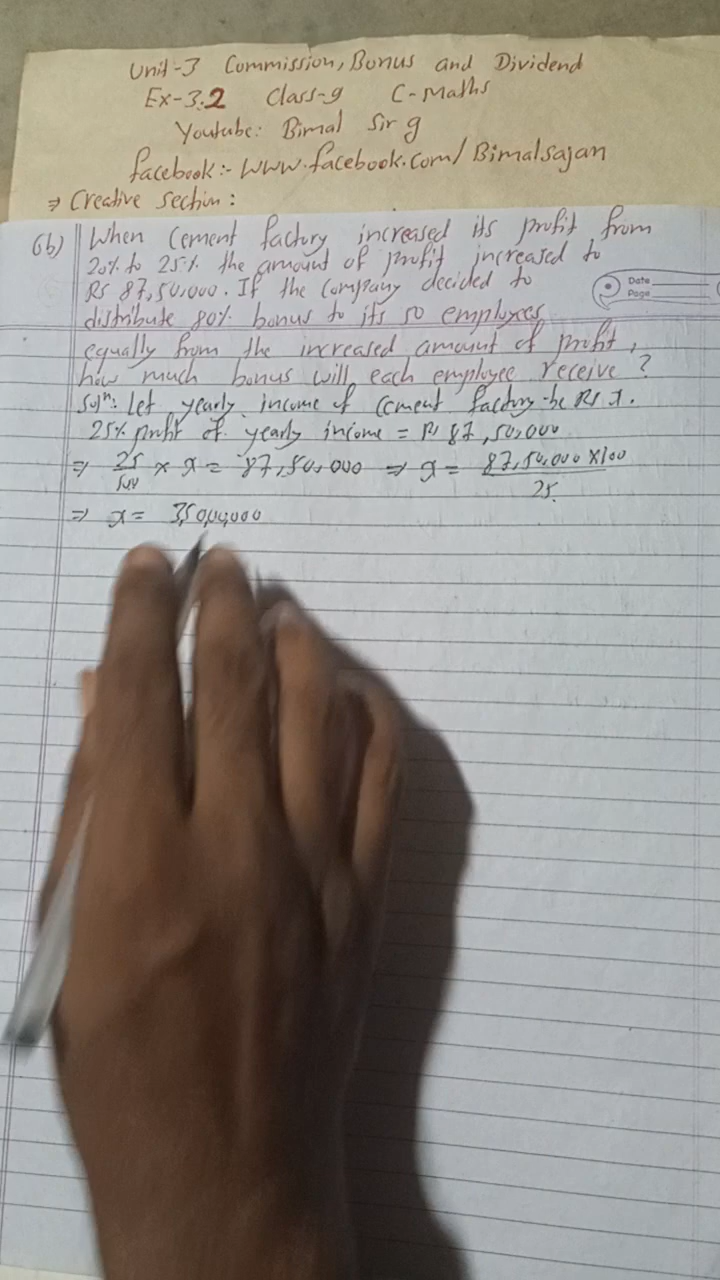 Unit-3 Commission, Bonus and Dividend
Ex-3.2 Class-9 C-Maths
Youtube: Bimal Sir g
facebook:- www.facebook.com/Bimalsajan
⇒ Creative section:
6b) When Cement factory increased its profit from
20% to 25% the amount of profit increased to
Rs 87,50,000. If the company decided to
Date
Page
distribute 80% bonus to its 50 employees
equally from the increased amount of profit,
how much bonus will each employee receive?
Solⁿ: Let yearly income of cement factory be Rs x.
25% profit of yearly income = Rs 87,50,000
⇒ 25/100 × x = 87,50,000 ⇒ x = 87,50,000 × 100 / 25
⇒ x = 3,50,00,000